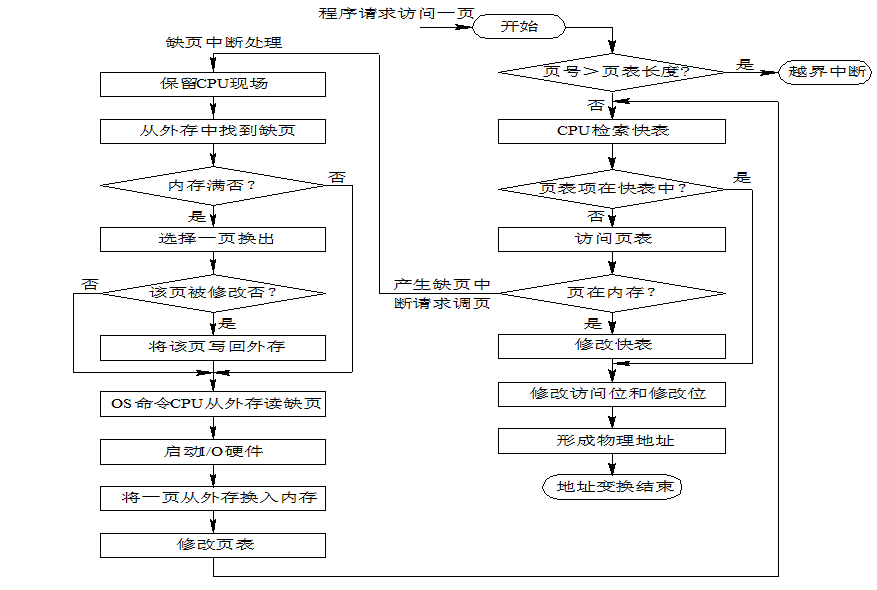 程序请求访问一页
开始
缺页中断处理
保留CPU现场
从外存中找到缺页
内存满否?
否
是
选择一页换出
该页被修改否?
否
是
将该页写回外存
OS命令CPU从外存读缺页
启动I/O硬件
将一页从外存换入内存
修改页表
页号>页表长度?
是
越界中断
否
CPU检索快表
页表项在快表中?
是
否
访问页表
产生缺页中
断请求调页
页在内存?
是
修改快表
修改访问位和修改位
形成物理地址
地址变换结束